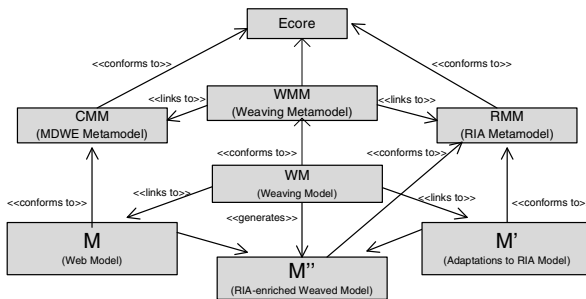 Ecore
<<conforms to>>
<<conforms to>>
WMM
(Weaving Metamodel)
<<links to>>
<<links to>>
CMM
(MDWE Metamodel)
RMM
(RIA Metamodel)
<<conforms to>>
WM
(Weaving Model)
<<conforms to>>
<<links to>>
<<links to>>
<<conforms to>>
<<generates>>
M
(Web Model)
M'
(Adaptations to RIA Model)
M''
(RIA-enriched Weaved Model)